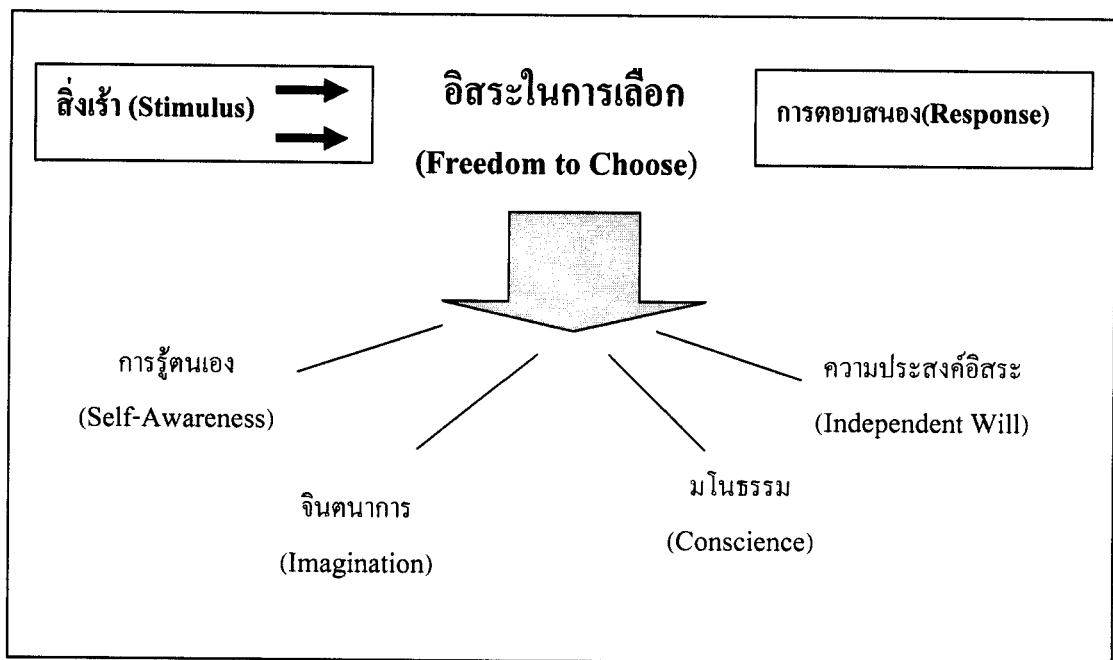 สิ่งเร้า (Stimulus)
อิสระในการเลือก
(Freedom to Choose)
การตอบสนอง(Response)
การรู้ตนเอง
(Self-Awareness)
จินตนาการ
(Imagination)
มโนธรรม
(Conscience)
ความประสงค์อิสระ
(Independent Will)